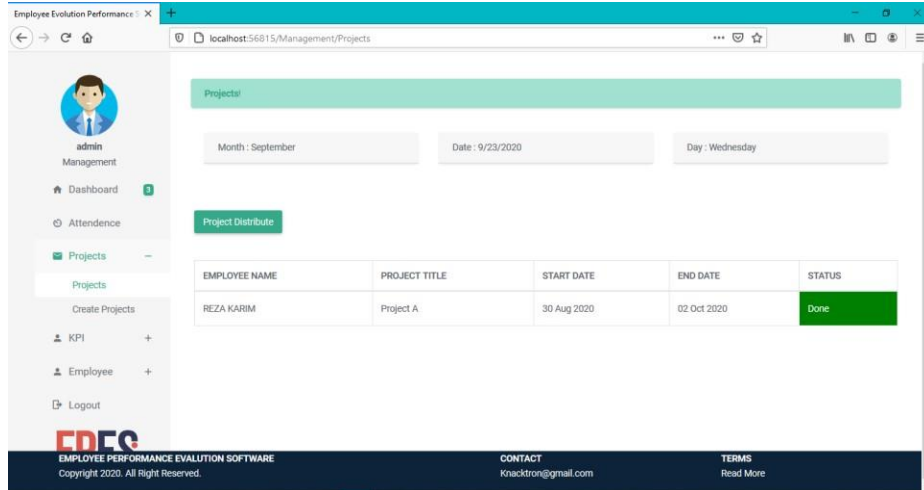 Employee Evolution Performance S
localhost:56815/Management/Projects
admin
Management
Dashboard 3
Attendence
Projects
Projects
Create Projects
KPI
Employee
Logout
Projects!
Month : September
Date : 9/23/2020
Day : Wednesday
Project Distribute
EMPLOYEE NAME PROJECT TITLE START DATE END DATE STATUS
REZA KARIM Project A 30 Aug 2020 02 Oct 2020 Done
EMPLOYEE PERFORMANCE EVALUTION SOFTWARE
Copyright 2020. All Right Reserved.
CONTACT
Knacktron@gmail.com
TERMS
Read More